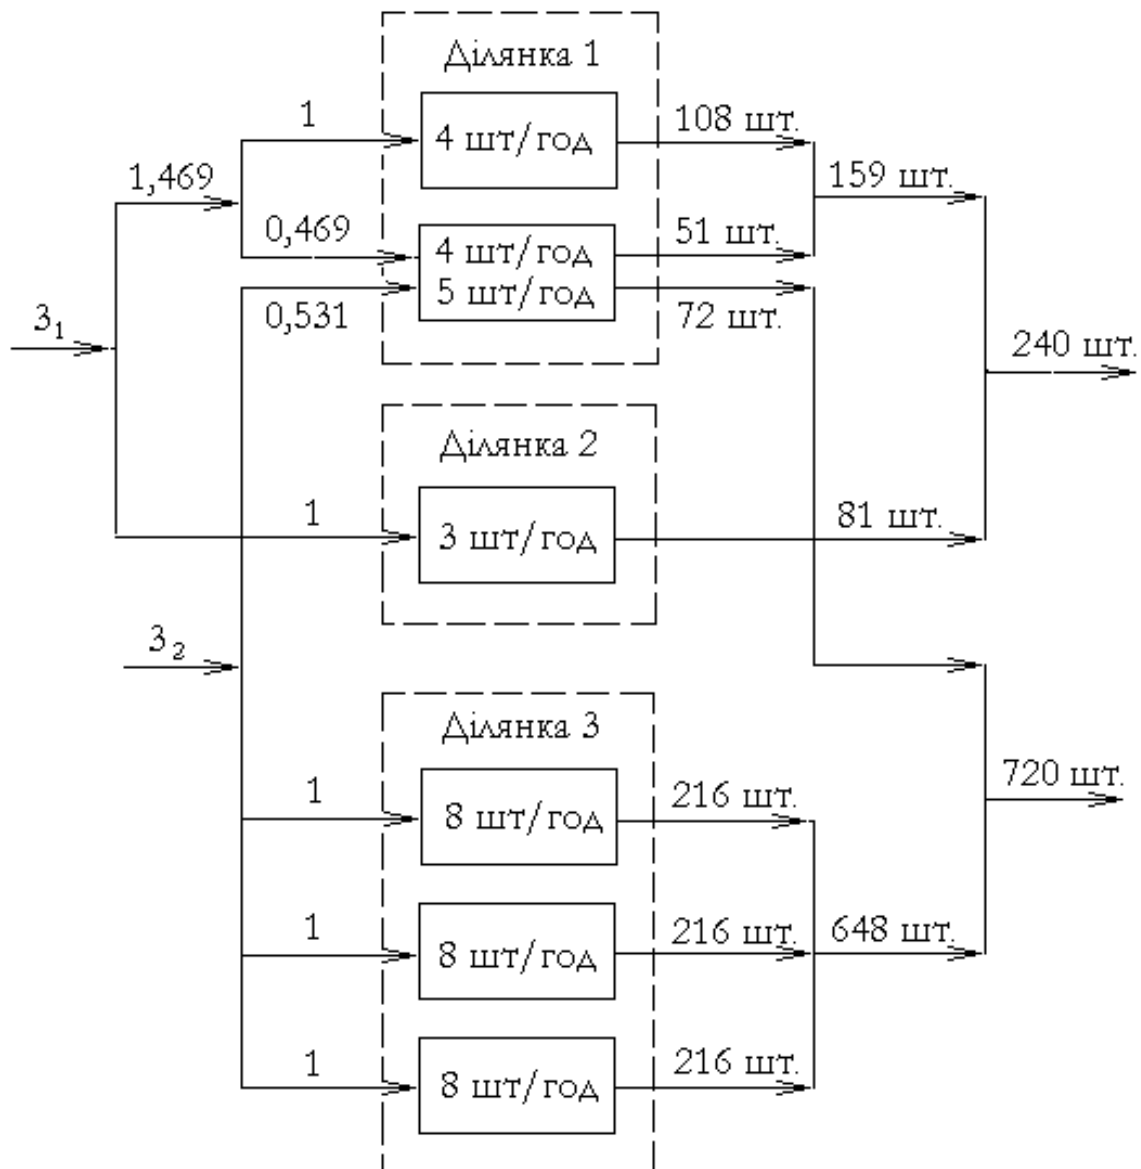 Ділянка 1
1
4 шт/год
108 шт.
1,469
159 шт.
0,469
4 шт/год
51 шт.
5 шт/год
0,531
72 шт.
З₁
240 шт.
Ділянка 2
1
3 шт/год
81 шт.
З₂
Ділянка 3
1
8 шт/год
216 шт.
720 шт.
1
8 шт/год
216 шт.
648 шт.
1
8 шт/год
216 шт.